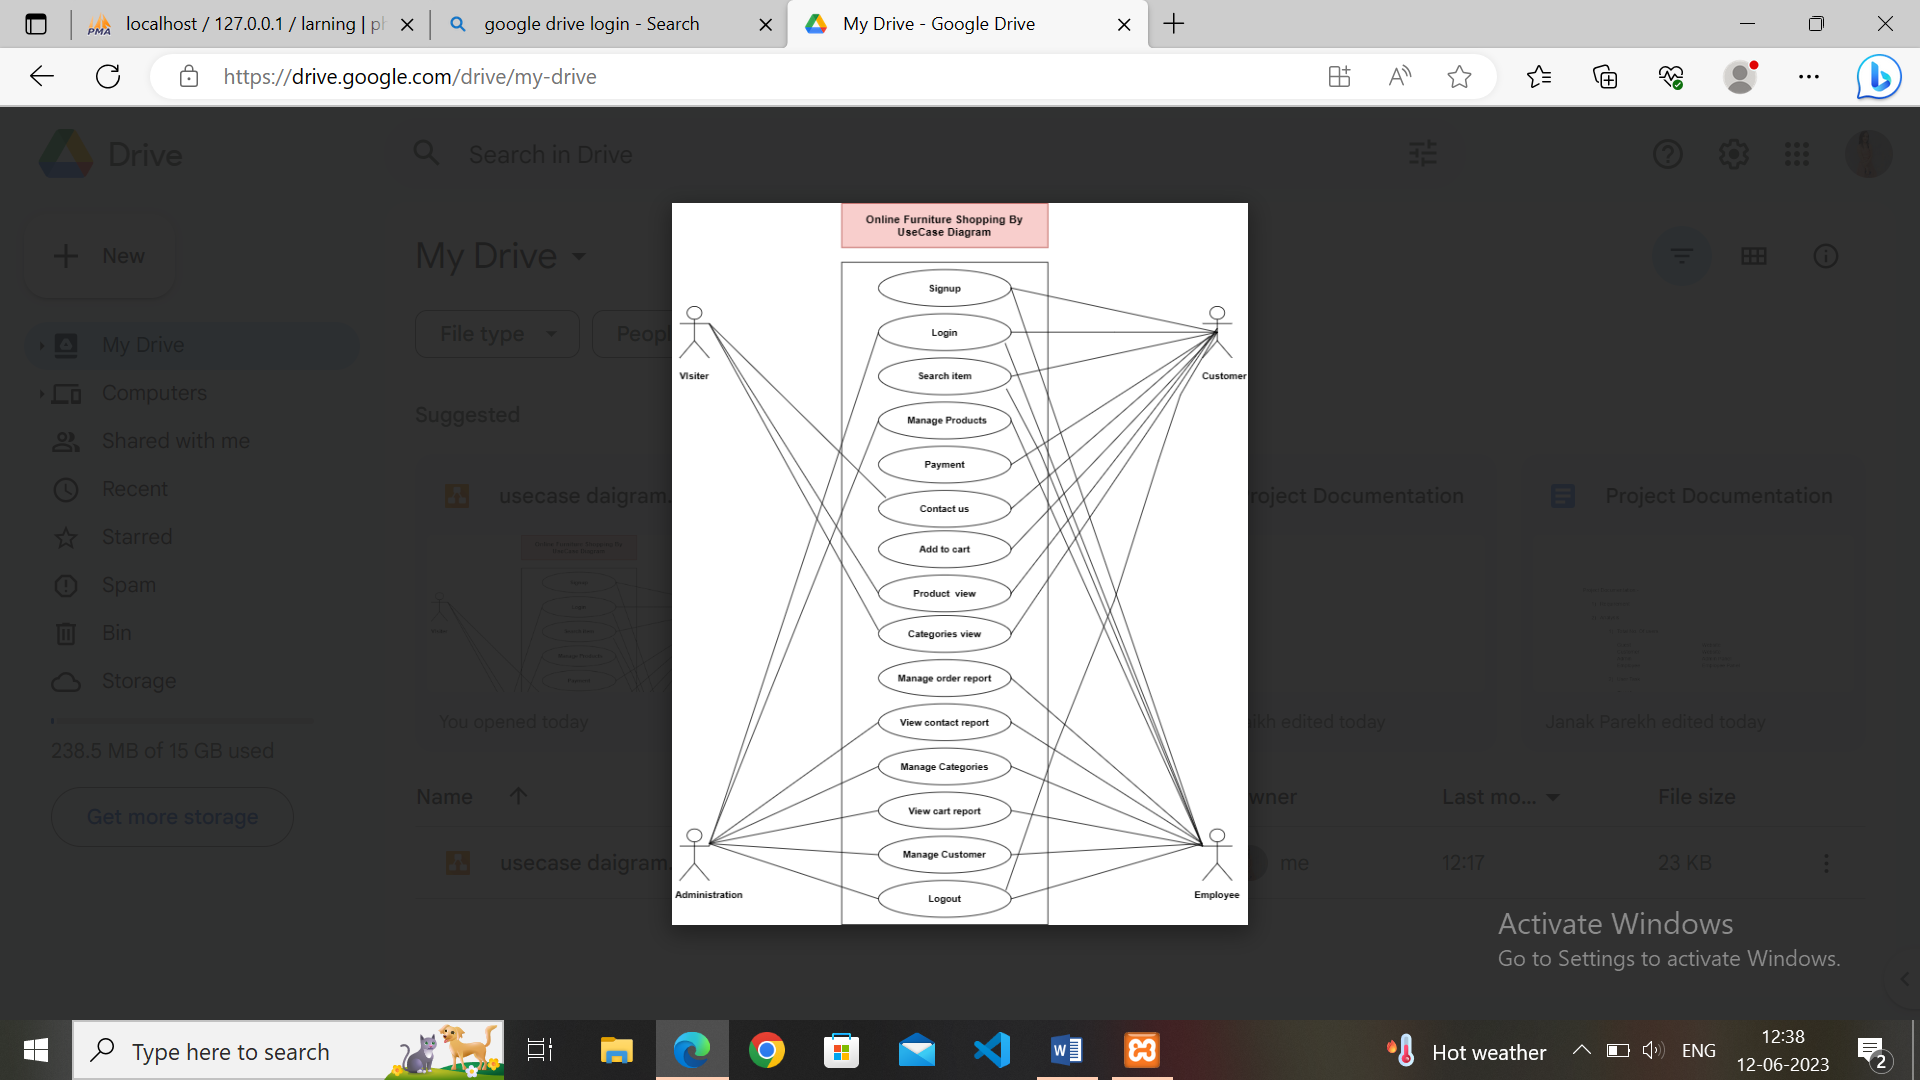 localhost / 127.0.0.1 / larning | ph
google drive login - Search
My Drive - Google Drive
https://drive.google.com/drive/my-drive
Drive
Search in Drive
New
My Drive
File type
Peopl
My Drive
Computers
Shared with me
Recent
Starred
Spam
Bin
Storage
238.5 MB of 15 GB used
Get more storage
Suggested
usecase daigram.
roject Documentation
Project Documentation
You opened today
ikh edited today
Janak Parekh edited today
Name
wner
Last mo...
File size
usecase daigram.
me
12:17
23 KB
Online Furniture Shopping By
UseCase Diagram
Signup
Login
Search item
Manage Products
Payment
Contact us
Add to cart
Product view
Categories view
Manage order report
View contact report
Manage Categories
View cart report
Manage Customer
Logout
VIsiter
Customer
Administration
Employee
Activate Windows
Go to Settings to activate Windows.
Type here to search
Hot weather
ENG
12:38
12-06-2023
2